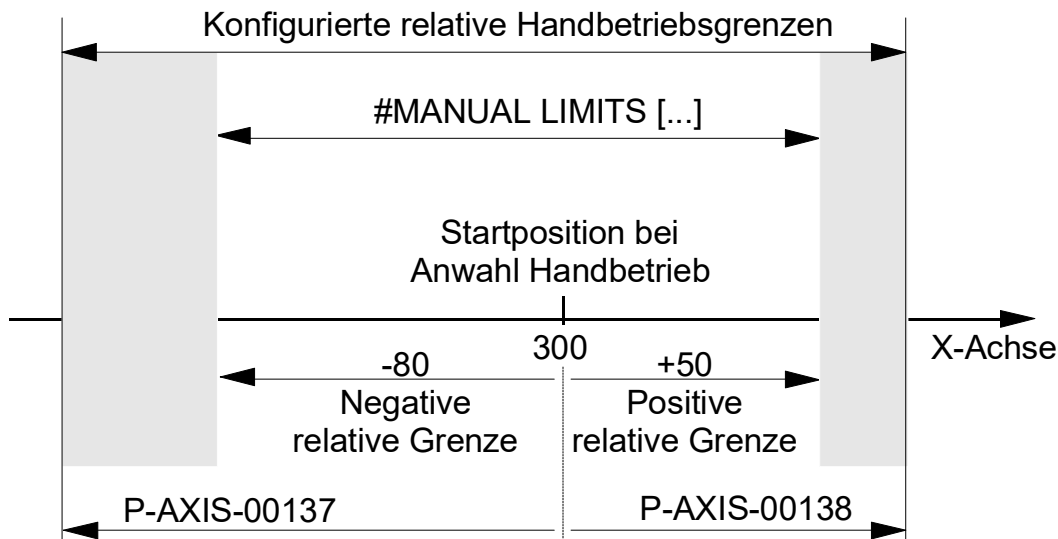 Konfigurierte relative Handbetriebsgrenzen
#MANUAL LIMITS [...]
Startposition bei
Anwahl Handbetrieb
300
X-Achse
-80
+50
Negative
relative Grenze
Positive
relative Grenze
P-AXIS-00137
P-AXIS-00138